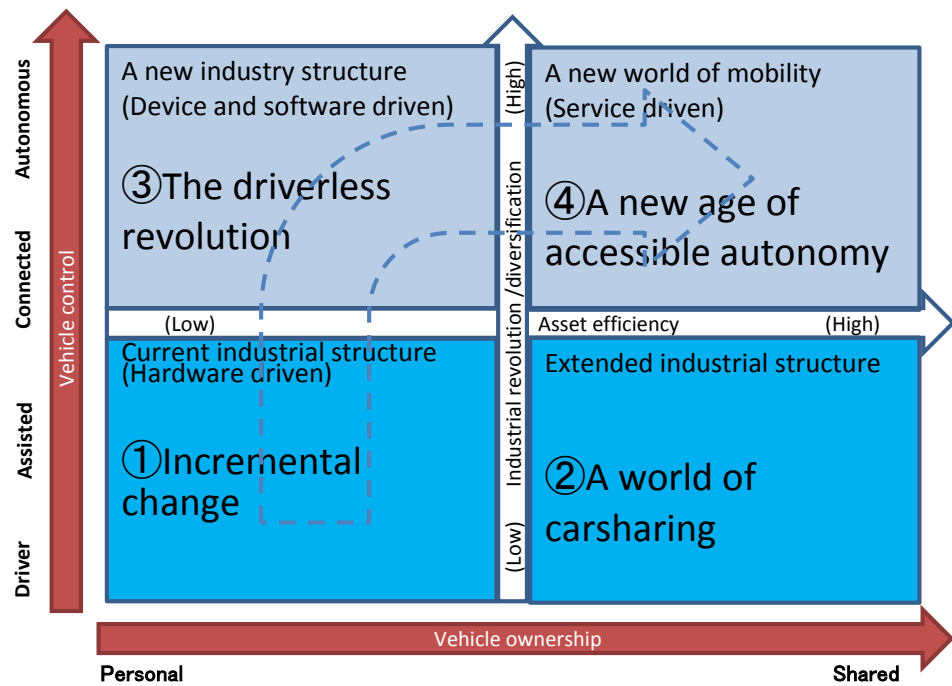 Autonomous
Connected
Assisted
Driver
Vehicle control
A new industry structure
(Device and software driven)
③The driverless
revolution
A new world of mobility
(Service driven)
④A new age of
accessible autonomy
(High)
Industrial revolution /diversification
(Low)
(Low)
Asset efficiency
(High)
Current industrial structure
(Hardware driven)
①Incremental
change
Extended industrial structure
②A world of
carsharing
Vehicle ownership
Personal
Shared